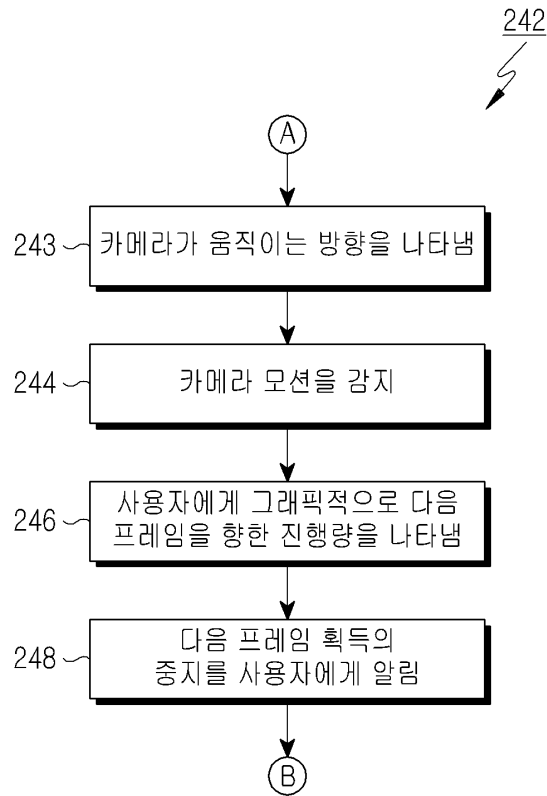 242
A
243
카메라가 움직이는 방향을 나타냄
244
카메라 모션을 감지
246
사용자에게 그래픽적으로 다음
프레임을 향한 진행량을 나타냄
248
다음 프레임 획득의
중지를 사용자에게 알림
B